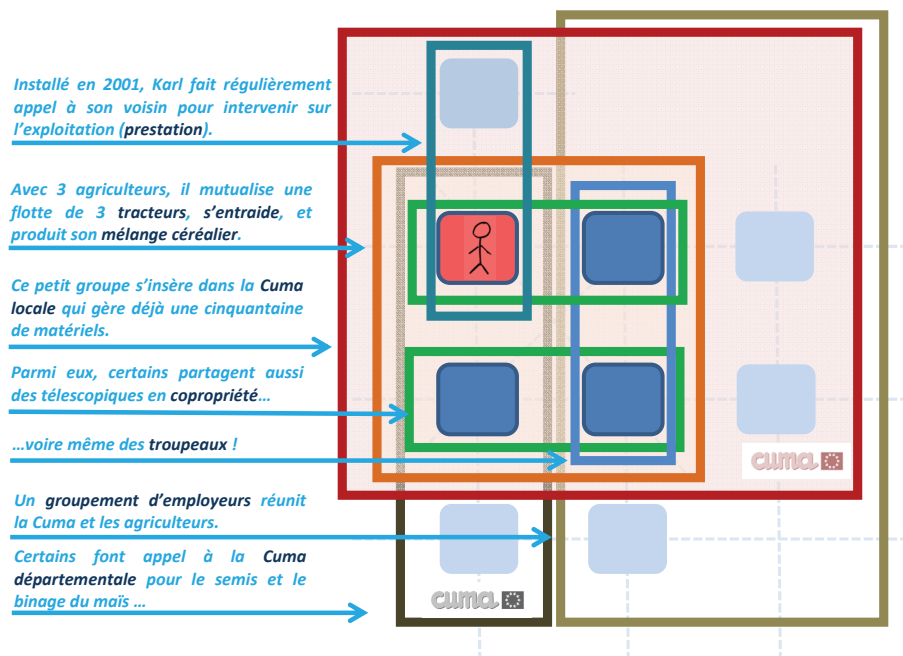 Installé en 2001, Karl fait régulièrement
appel à son voisin pour intervenir sur
l'exploitation (prestation).
Avec 3 agriculteurs, il mutualise une
flotte de 3 tracteurs, s'entraide, et
produit son mélange céréalier.
Ce petit groupe s'insère dans la Cuma
locale qui gère déjà une cinquantaine
de matériels.
Parmi eux, certains partagent aussi
des télescopiques en copropriété…
…voire même des troupeaux !
Un groupement d'employeurs réunit
la Cuma et les agriculteurs.
Certains font appel à la Cuma
départementale pour le semis et le
binage du maïs …
cuma
cuma